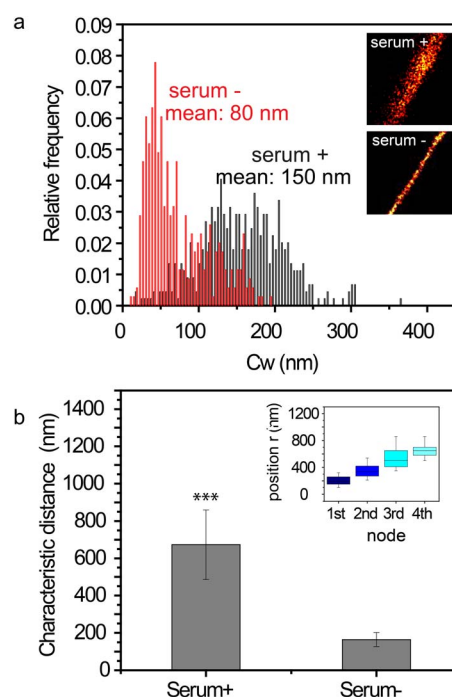 a
Relative frequency
0.09
0.08
0.07
0.06
0.05
0.04
0.03
0.02
0.01
0.00
serum -
mean: 80 nm
serum +
mean: 150 nm
serum +
serum -
0 100 200 300 400
Cw (nm)
b
Characteristic distance (nm)
1400
1200
1000
800
600
400
200
0
***
Serum+ Serum-
position r (nm)
1200
800
400
0
1st 2nd 3rd 4th
node